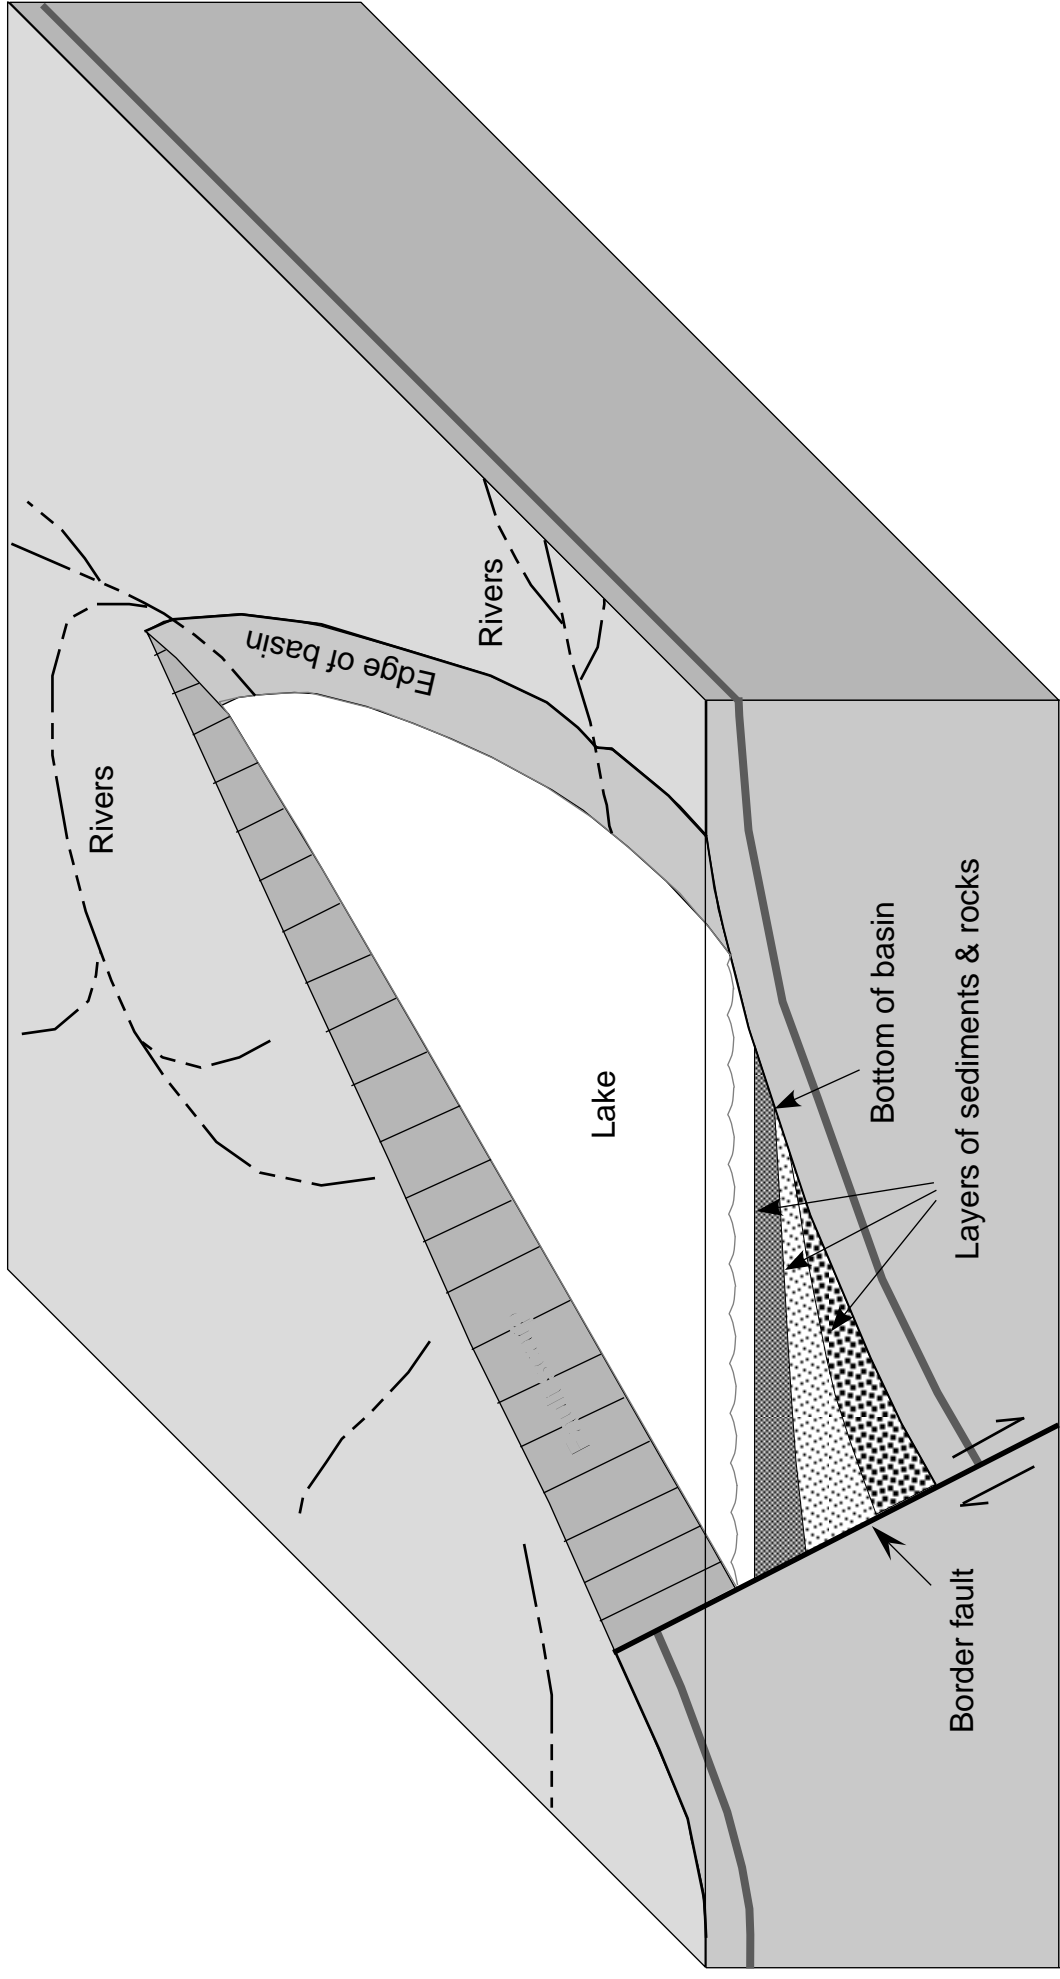 Rivers
Rivers
Edge of basin
Lake
Bottom of basin
Layers of sediments & rocks
Border fault